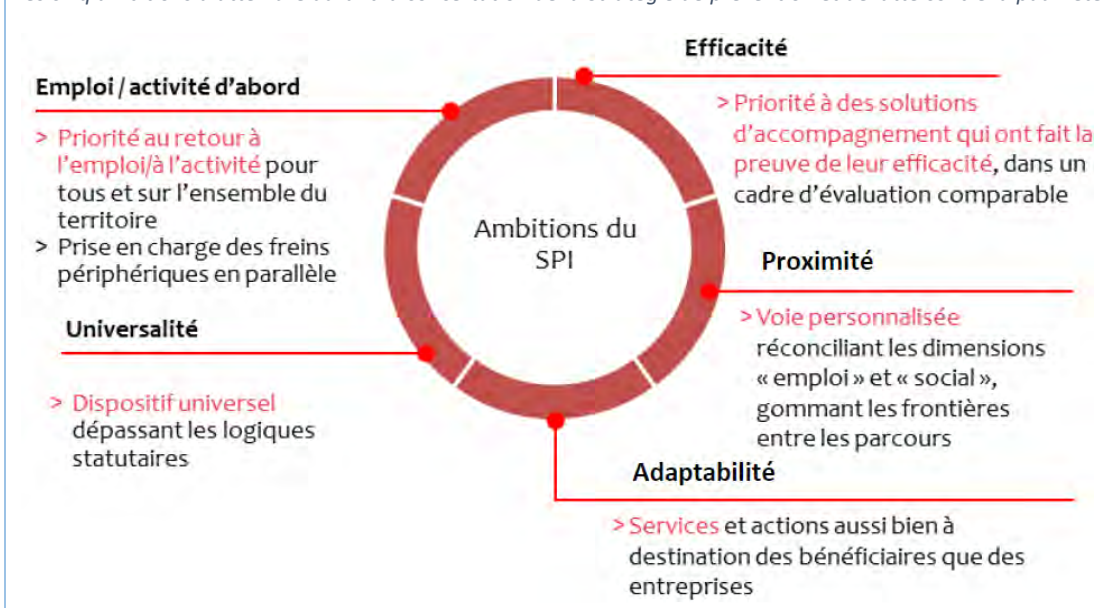 Emploi / activité d'abord
> Priorité au retour à
l'emploi/à l'activité pour
tous et sur l'ensemble du
territoire
> Prise en charge des freins
périphériques en parallèle
Universalité
> Dispositif universel
dépassant les logiques
statutaires
Ambitions du
SPI
Efficacité
> Priorité à des solutions
d'accompagnement qui ont fait la
preuve de leur efficacité, dans un
cadre d'évaluation comparable
Proximité
> Voie personnalisée
réconciliant les dimensions
« emploi » et « social »,
gommant les frontières
entre les parcours
Adaptabilité
> Services et actions aussi bien à
destination des bénéficiaires que des
entreprises